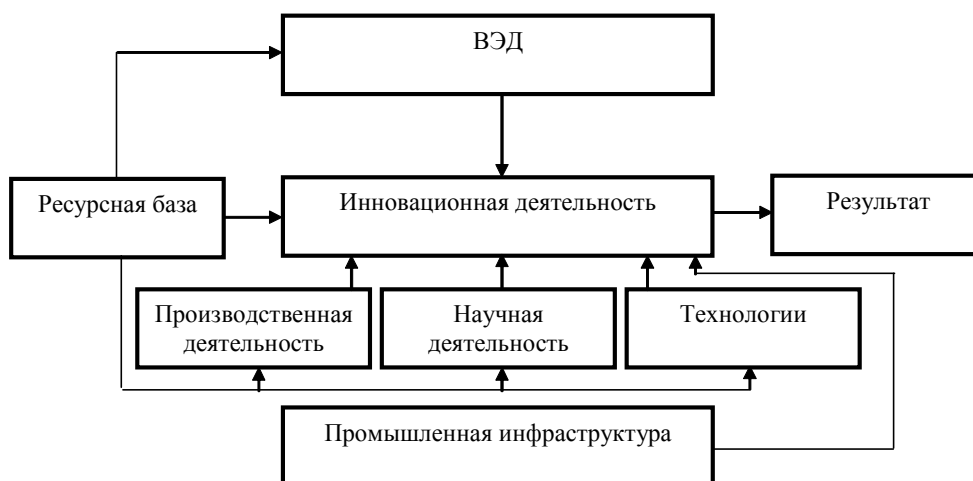 ВЭД
Ресурсная база
Инновационная деятельность
Результат
Производственная
деятельность
Научная
деятельность
Технологии
Промышленная инфраструктура